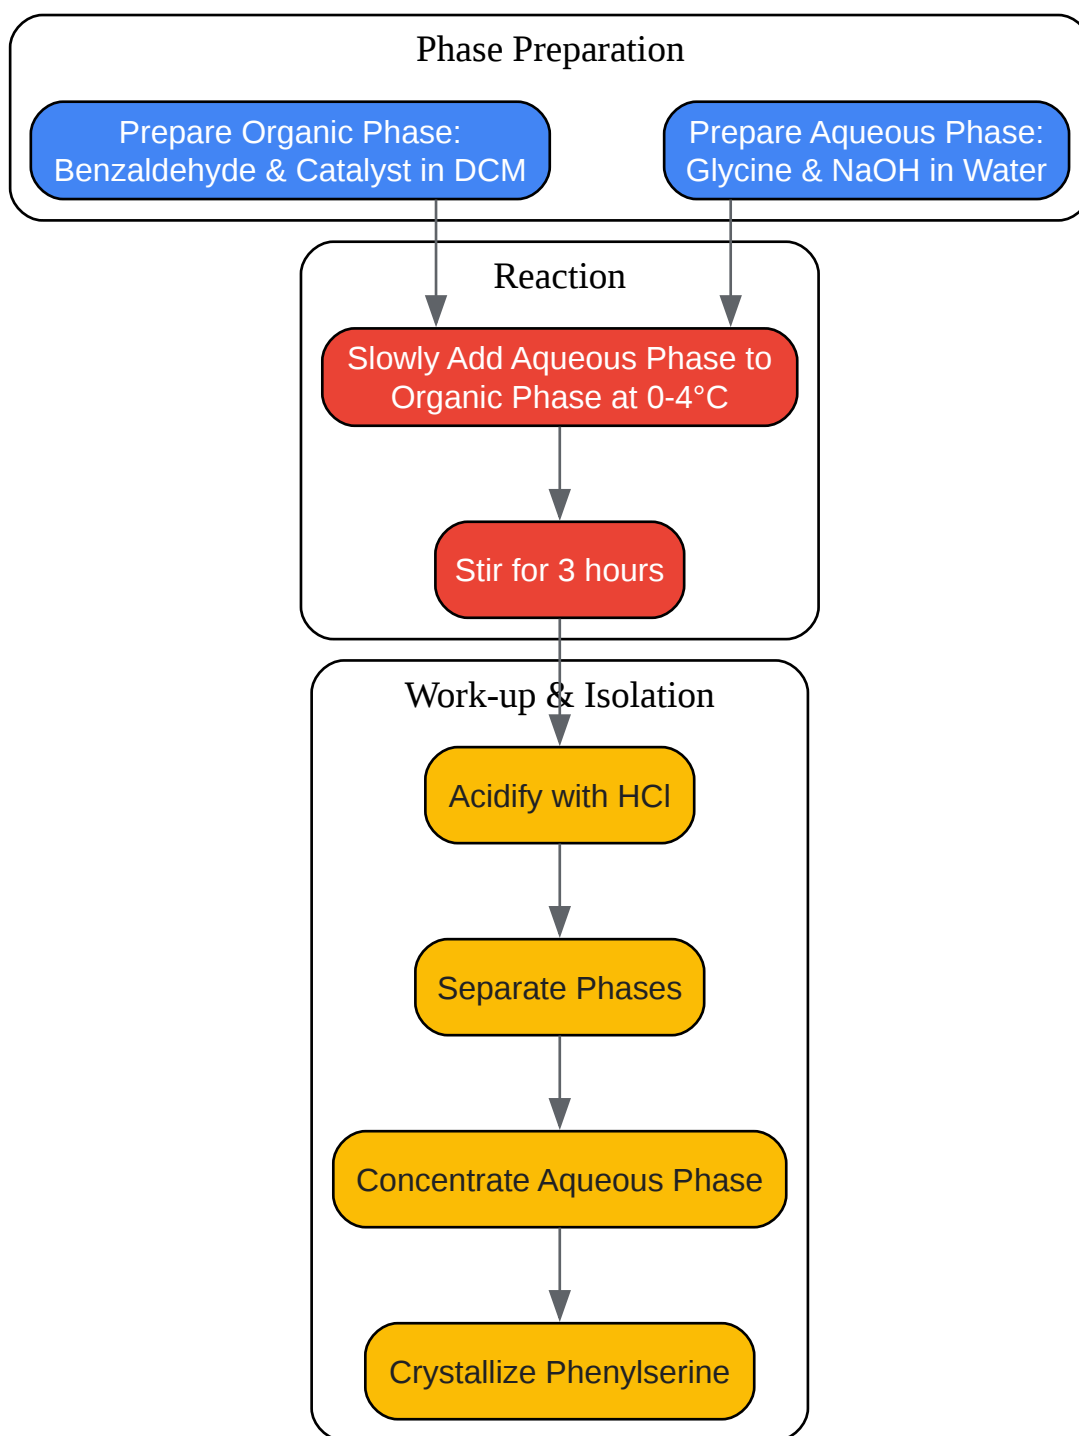 Phase Preparation
Prepare Organic Phase:
Benzaldehyde & Catalyst in DCM
Prepare Aqueous Phase:
Glycine & NaOH in Water
Reaction
Slowly Add Aqueous Phase to
Organic Phase at 0-4°C
Stir for 3 hours
Work-up & Isolation
Acidify with HCl
Separate Phases
Concentrate Aqueous Phase
Crystallize Phenylserine